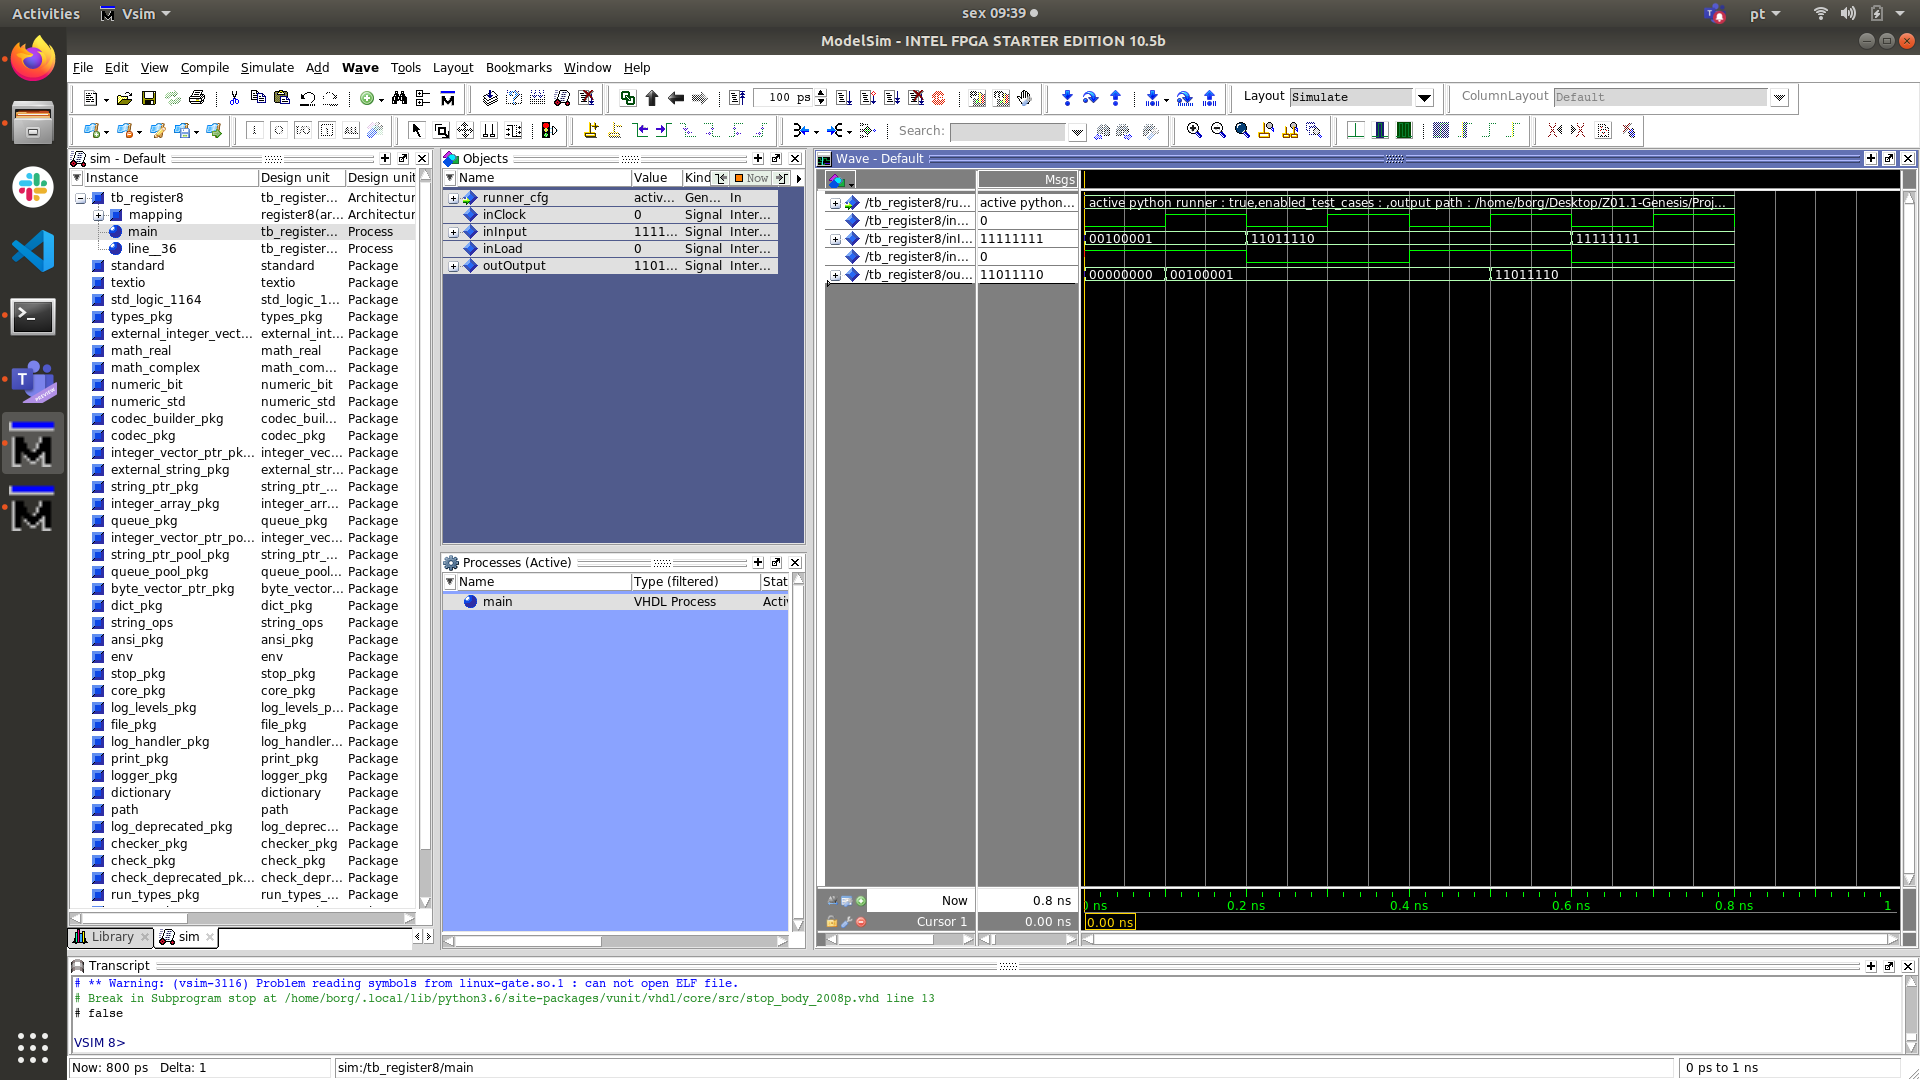 Activities
Vsim
sex 09:39
pt
ModelSim - INTEL FPGA STARTER EDITION 10.5b
File Edit View Compile Simulate Add Wave Tools Layout Bookmarks Window Help
100 ps
Layout Simulate
ColumnLayout Default
Search:
sim - Default
Instance Design unit Design unit
tb_register8 tb_register... Architectur
mapping register8(ar... Architectur
main tb_register... Process
line__36 tb_register... Process
standard standard Package
textio textio Package
std_logic_1164 std_logic_1... Package
types_pkg types_pkg Package
external_integer_vect... external_int... Package
math_real math_real Package
math_complex math_com... Package
numeric_bit numeric_bit Package
numeric_std numeric_std Package
codec_builder_pkg codec_buil... Package
codec_pkg codec_pkg Package
integer_vector_ptr_pk... integer_vec... Package
external_string_pkg external_str... Package
string_ptr_pkg string_ptr_... Package
integer_array_pkg integer_arr... Package
queue_pkg queue_pkg Package
integer_vector_ptr_po... integer_vec... Package
string_ptr_pool_pkg string_ptr_... Package
queue_pool_pkg queue_pool... Package
byte_vector_ptr_pkg byte_vector... Package
dict_pkg dict_pkg Package
string_ops string_ops Package
ansi_pkg ansi_pkg Package
env env Package
stop_pkg stop_pkg Package
core_pkg core_pkg Package
log_levels_pkg log_levels_p... Package
file_pkg file_pkg Package
log_handler_pkg log_handler... Package
print_pkg print_pkg Package
logger_pkg logger_pkg Package
dictionary dictionary Package
path path Package
log_deprecated_pkg log_deprec... Package
checker_pkg checker_pkg Package
check_pkg check_pkg Package
check_deprecated_pk... check_depr... Package
run_types_pkg run_types_... Package
Library sim
Objects
Name Value Kind Now
runner_cfg activ... Gen... In
inClock 0 Signal Inter...
inInput 1111... Signal Inter...
inLoad 0 Signal Inter...
outOutput 1101... Signal Inter...
Processes (Active)
Name Type (filtered) Stat
main VHDL Process Activ
Wave - Default
Msgs
/tb_register8/ru... active python... active python runner : true,enabled_test_cases : ,output path : /home/borg/Desktop/Z01.1-Genesis/Proj...
/tb_register8/in... 0
/tb_register8/inI... 11111111 00100001 11011110 11111111
/tb_register8/in... 0
/tb_register8/ou... 11011110 00000000 00100001 11011110
Now 0.8 ns
ns 0.2 ns 0.4 ns 0.6 ns 0.8 ns 1
Cursor 1 0.00 ns
0.00 ns
Transcript
# ** Warning: (vsim-3116) Problem reading symbols from linux-gate.so.1 : can not open ELF file.
# Break in Subprogram stop at /home/borg/.local/lib/python3.6/site-packages/vunit/vhdl/core/src/stop_body_2008p.vhd line 13
# false
VSIM 8>
Now: 800 ps Delta: 1
sim:/tb_register8/main
0 ps to 1 ns